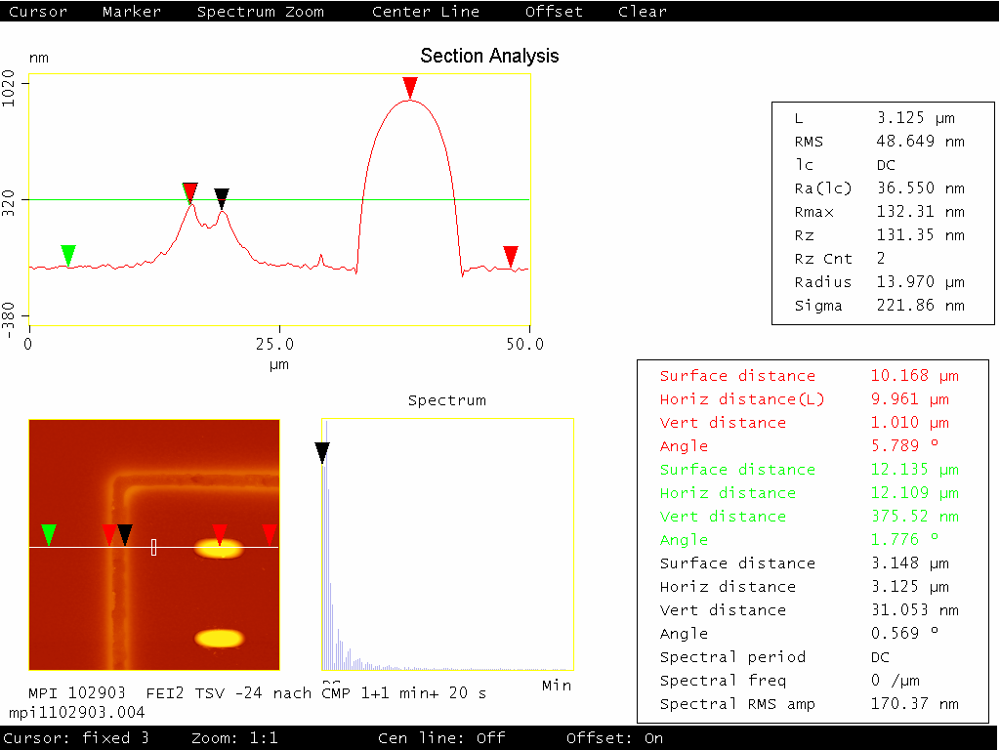 Cursor Marker Spectrum Zoom Center Line Offset Clear
Section Analysis
nm
1020
320
-380
0 25.0 50.0
µm
L 3.125 µm
RMS 48.649 nm
lc DC
Ra(lc) 36.550 nm
Rmax 132.31 nm
Rz 131.35 nm
Rz Cnt 2
Radius 13.970 µm
Sigma 221.86 nm
Surface distance 10.168 µm
Horiz distance(L) 9.961 µm
Vert distance 1.010 µm
Angle 5.789 °
Surface distance 12.135 µm
Horiz distance 12.109 µm
Vert distance 375.52 nm
Angle 1.776 °
Surface distance 3.148 µm
Horiz distance 3.125 µm
Vert distance 31.053 nm
Angle 0.569 °
Spectral period DC
Spectral freq 0 /µm
Spectral RMS amp 170.37 nm
Spectrum
Min
MPI 102903 FEI2 TSV -24 nach CMP 1+1 min+ 20 s
mpi1102903.004
Cursor: fixed 3 Zoom: 1:1 Cen line: Off Offset: On